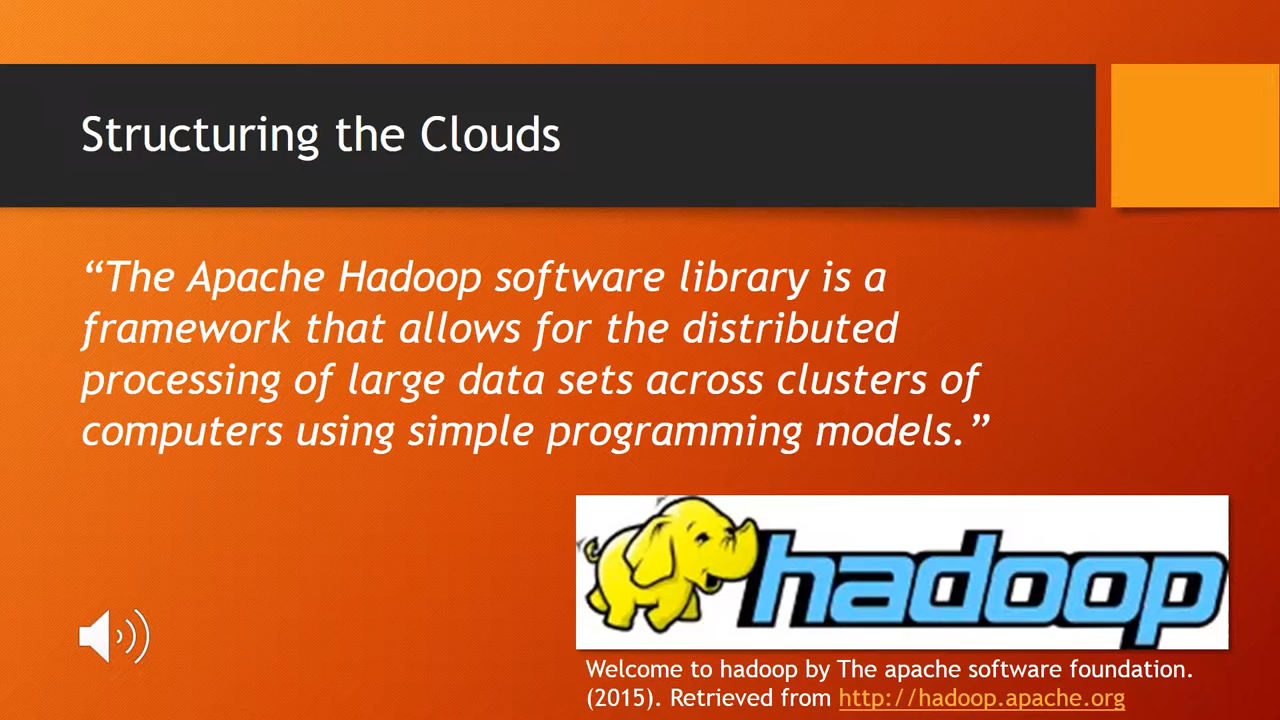 Structuring the Clouds
“The Apache Hadoop software library is a
framework that allows for the distributed
processing of large data sets across clusters of
computers using simple programming models.”
hadoop
Welcome to hadoop by The apache software foundation.
(2015). Retrieved from http://hadoop.apache.org